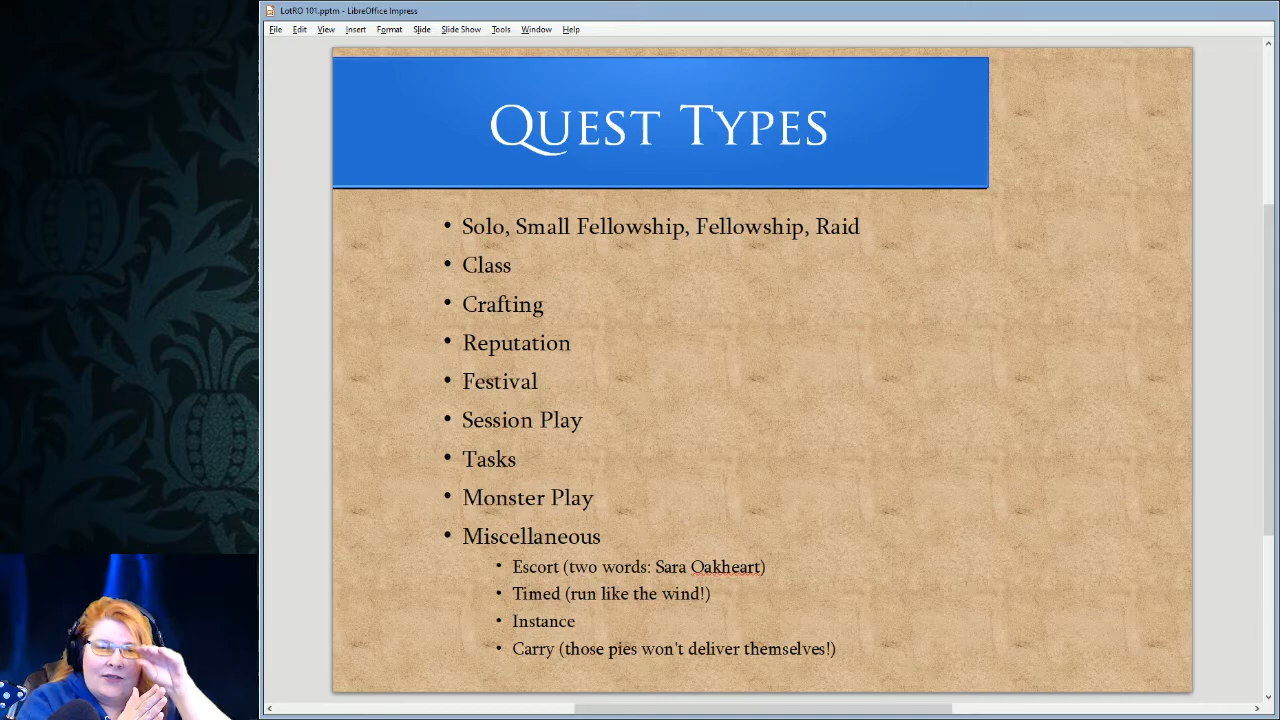 LotRO 101.pptm - LibreOffice Impress
File Edit View Insert Format Slide Slide Show Tools Window Help
Quest Types
• Solo, Small Fellowship, Fellowship, Raid
• Class
• Crafting
• Reputation
• Festival
• Session Play
• Tasks
• Monster Play
• Miscellaneous
• Escort (two words: Sara Oakheart)
• Timed (run like the wind!)
• Instance
• Carry (those pies won't deliver themselves!)